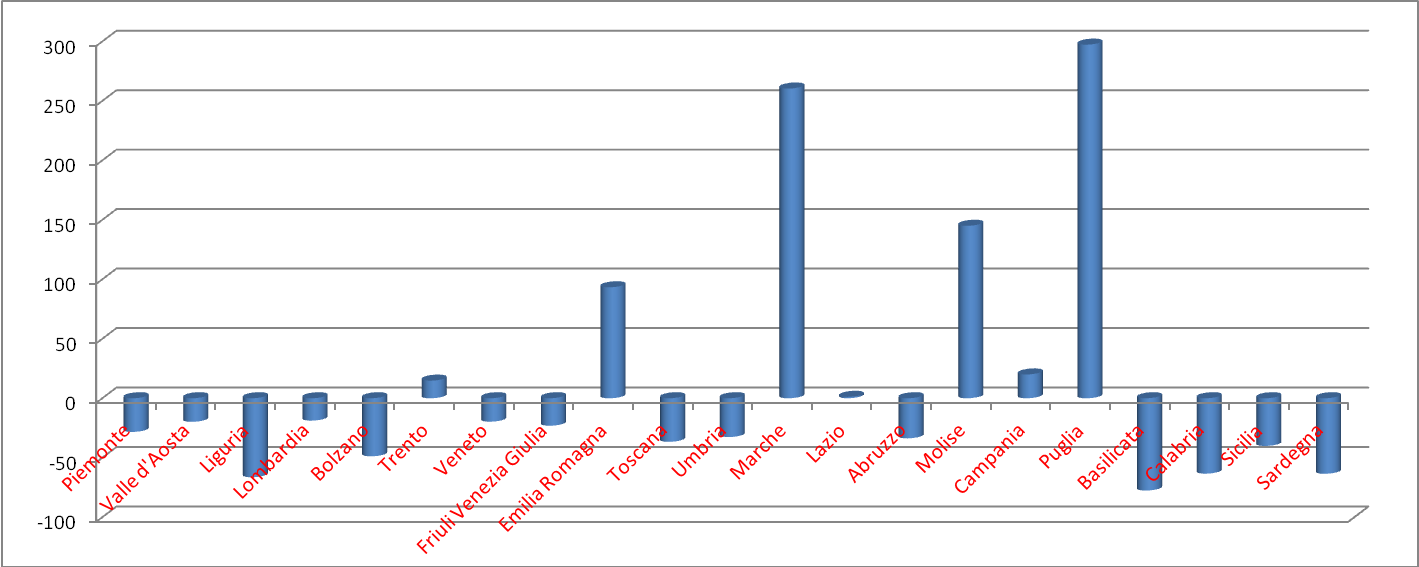 300
250
200
150
100
50
0
-50
-100
Piemonte
Valle d'Aosta
Liguria
Lombardia
Bolzano
Trento
Veneto
Friuli Venezia Giulia
Emilia Romagna
Toscana
Umbria
Marche
Lazio
Abruzzo
Molise
Campania
Puglia
Basilicata
Calabria
Sicilia
Sardegna